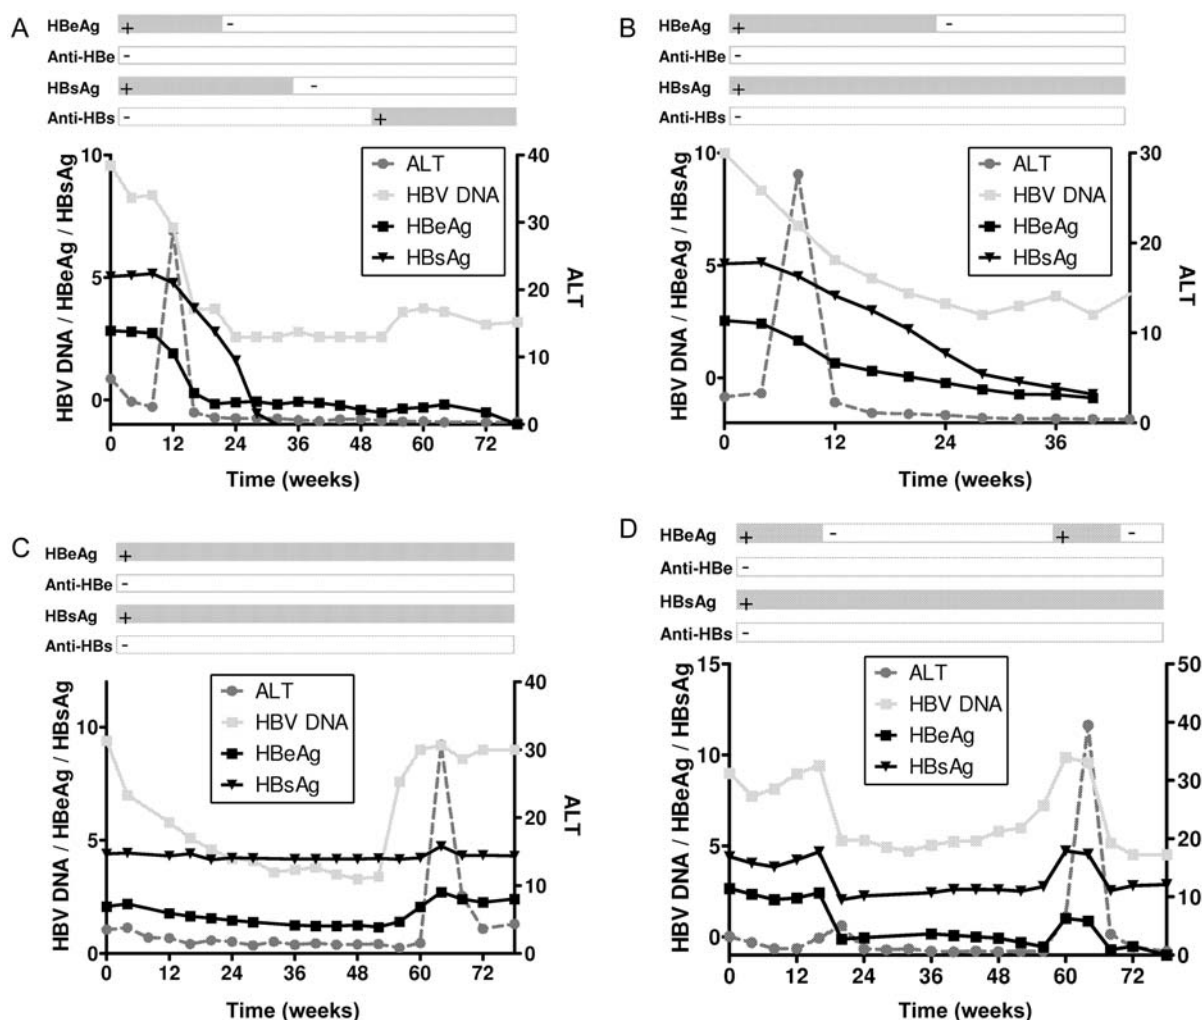 A
HBeAg + -
Anti-HBe -
HBsAg + -
Anti-HBs - +
HBV DNA / HBeAg / HBsAg
10
5
0
ALT
HBV DNA
HBeAg
HBsAg
40
30
20
10
0
ALT
0 12 24 36 48 60 72
Time (weeks)
B
HBeAg + -
Anti-HBe -
HBsAg +
Anti-HBs -
HBV DNA / HBeAg / HBsAg
10
5
0
ALT
HBV DNA
HBeAg
HBsAg
30
20
10
0
ALT
0 12 24 36
Time (weeks)
C
HBeAg +
Anti-HBe -
HBsAg +
Anti-HBs -
HBV DNA / HBeAg / HBsAg
10
5
0
ALT
HBV DNA
HBeAg
HBsAg
40
30
20
10
0
ALT
0 12 24 36 48 60 72
Time (weeks)
D
HBeAg + - + -
Anti-HBe -
HBsAg +
Anti-HBs -
HBV DNA / HBeAg / HBsAg
15
10
5
0
ALT
HBV DNA
HBeAg
HBsAg
50
40
30
20
10
0
ALT
0 12 24 36 48 60 72
Time (weeks)